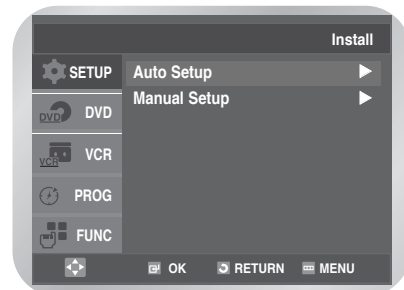 Install
SETUP
Auto Setup
Manual Setup
DVD DVD
VCR VCR
PROG
FUNC
OK RETURN MENU